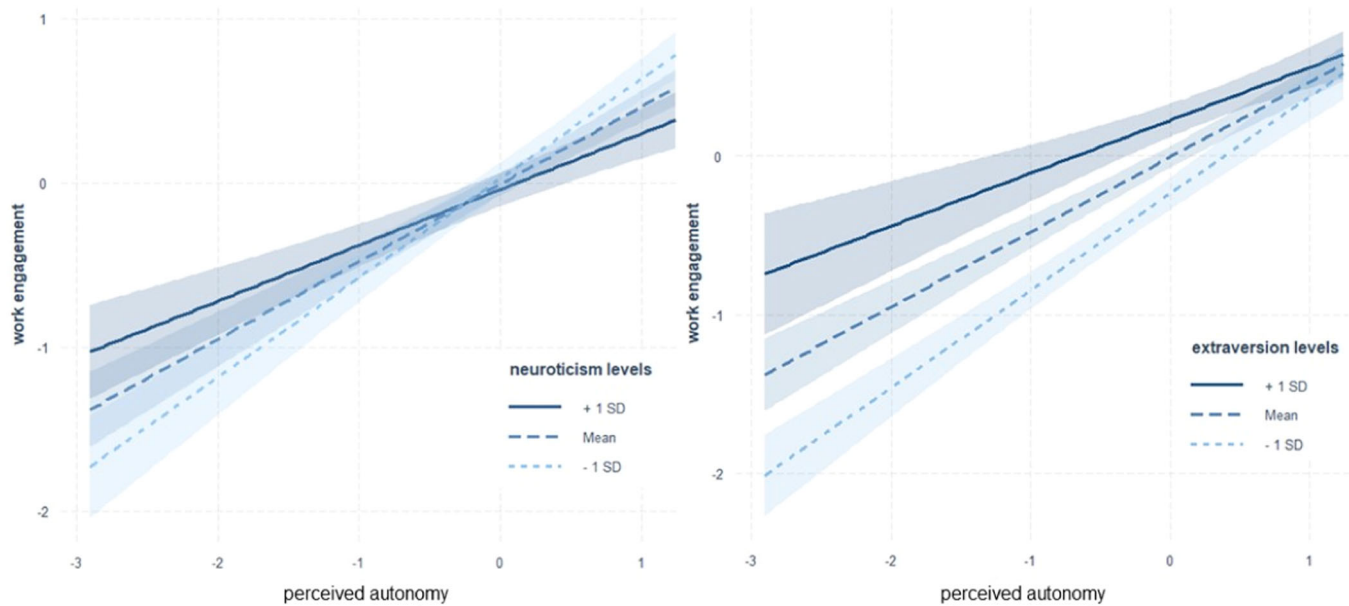 1
0
-1
-2
work engagement
neuroticism levels
+ 1 SD
Mean
- 1 SD
-3
-2
-1
0
1
perceived autonomy
0
-1
-2
work engagement
extraversion levels
+ 1 SD
Mean
- 1 SD
-3
-2
-1
0
1
perceived autonomy